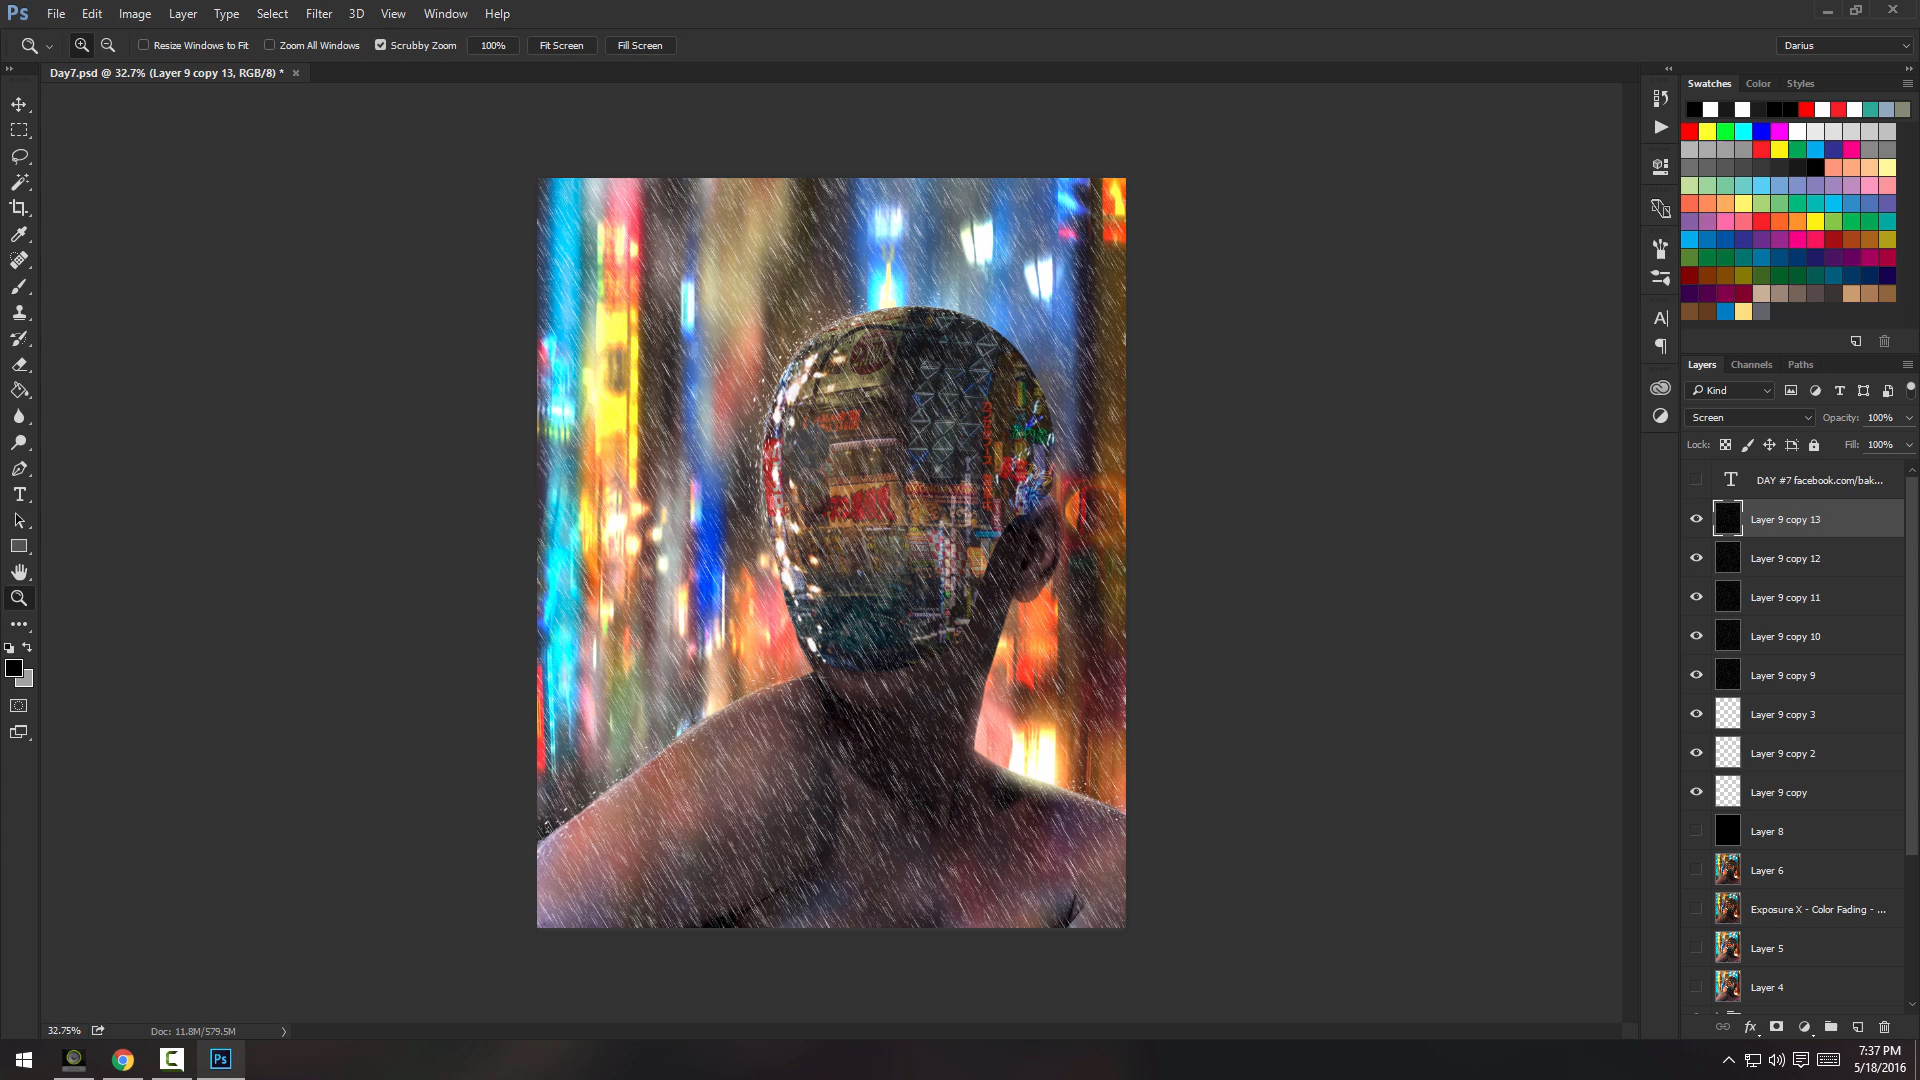 Ps File Edit Image Layer Type Select Filter 3D View Window Help
Resize Windows to Fit Zoom All Windows Scrubby Zoom 100% Fit Screen Fill Screen Darius
Day7.psd @ 32.7% (Layer 9 copy 13, RGB/8) *
Swatches Color Styles
Layers Channels Paths
Kind
Screen Opacity: 100%
Lock: Fill: 100%
DAY #7 facebook.com/bak...
Layer 9 copy 13
Layer 9 copy 12
Layer 9 copy 11
Layer 9 copy 10
Layer 9 copy 9
Layer 9 copy 3
Layer 9 copy 2
Layer 9 copy
Layer 8
Layer 6
Exposure X - Color Fading - ...
Layer 5
Layer 4
32.75% Doc: 11.8M/579.5M
fx
Ps
7:37 PM
5/18/2016